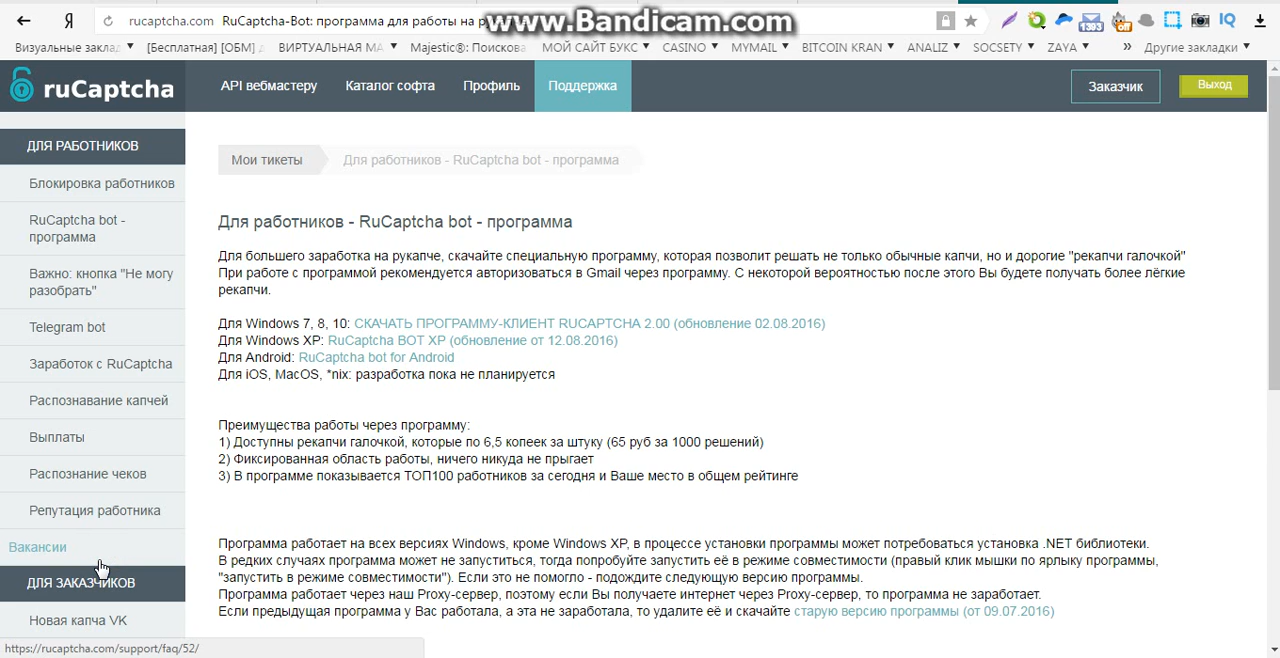 Я
rucaptcha.com RuCaptcha-Bot: программа для работы на
www.Bandicam.com
1393
off
IQ
Визуальные заклад
[Бесплатная] [ОБМ]
ВИРТУАЛЬНАЯ МА
Majestic®: Поискова
МОЙ САЙТ БУКС
CASINO
MYMAIL
BITCOIN KRAN
ANALIZ
SOCSETY
ZAYA
»
Другие закладки
ruCaptcha
API вебмастеру
Каталог софта
Профиль
Поддержка
Заказчик
Выход
ДЛЯ РАБОТНИКОВ
Блокировка работников
RuCaptcha bot -
программа
Важно: кнопка "Не могу
разобрать"
Telegram bot
Заработок с RuCaptcha
Распознавание капчей
Выплаты
Распознание чеков
Репутация работника
Вакансии
ДЛЯ ЗАКАЗЧИКОВ
Новая капча VK
https://rucaptcha.com/support/faq/52/
Мои тикеты
Для работников - RuCaptcha bot - программа
Для работников - RuCaptcha bot - программа
Для большего заработка на рукапче, скачайте специальную программу, которая позволит решать не только обычные капчи, но и дорогие "рекапчи галочкой"
При работе с программой рекомендуется авторизоваться в Gmail через программу. С некоторой вероятностью после этого Вы будете получать более лёгкие
рекапчи.
Для Windows 7, 8, 10: СКАЧАТЬ ПРОГРАММУ-КЛИЕНТ RUCAPTCHA 2.00 (обновление 02.08.2016)
Для Windows XP: RuCaptcha BOT XP (обновление от 12.08.2016)
Для Android: RuCaptcha bot for Android
Для iOS, MacOS, *nix: разработка пока не планируется
Преимущества работы через программу:
1) Доступны рекапчи галочкой, которые по 6,5 копеек за штуку (65 руб за 1000 решений)
2) Фиксированная область работы, ничего никуда не прыгает
3) В программе показывается ТОП100 работников за сегодня и Ваше место в общем рейтинге
Программа работает на всех версиях Windows, кроме Windows XP, в процессе установки программы может потребоваться установка .NET библиотеки.
В редких случаях программа может не запуститься, тогда попробуйте запустить её в режиме совместимости (правый клик мышки по ярлыку программы,
"запустить в режиме совместимости"). Если это не помогло - подождите следующую версию программы.
Программа работает через наш Proxy-сервер, поэтому если Вы получаете интернет через Proxy-сервер, то программа не заработает.
Если предыдущая программа у Вас работала, а эта не заработала, то удалите её и скачайте старую версию программы (от 09.07.2016)